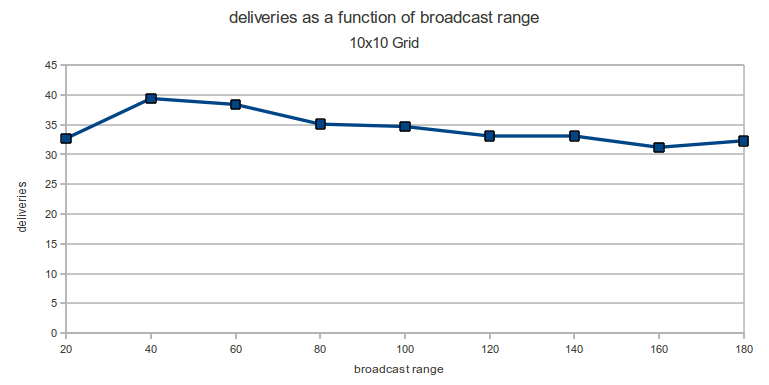 deliveries as a function of broadcast range
10x10 Grid
45
40
35
30
25
20
15
10
5
0
deliveries
20 40 60 80 100 120 140 160 180
broadcast range